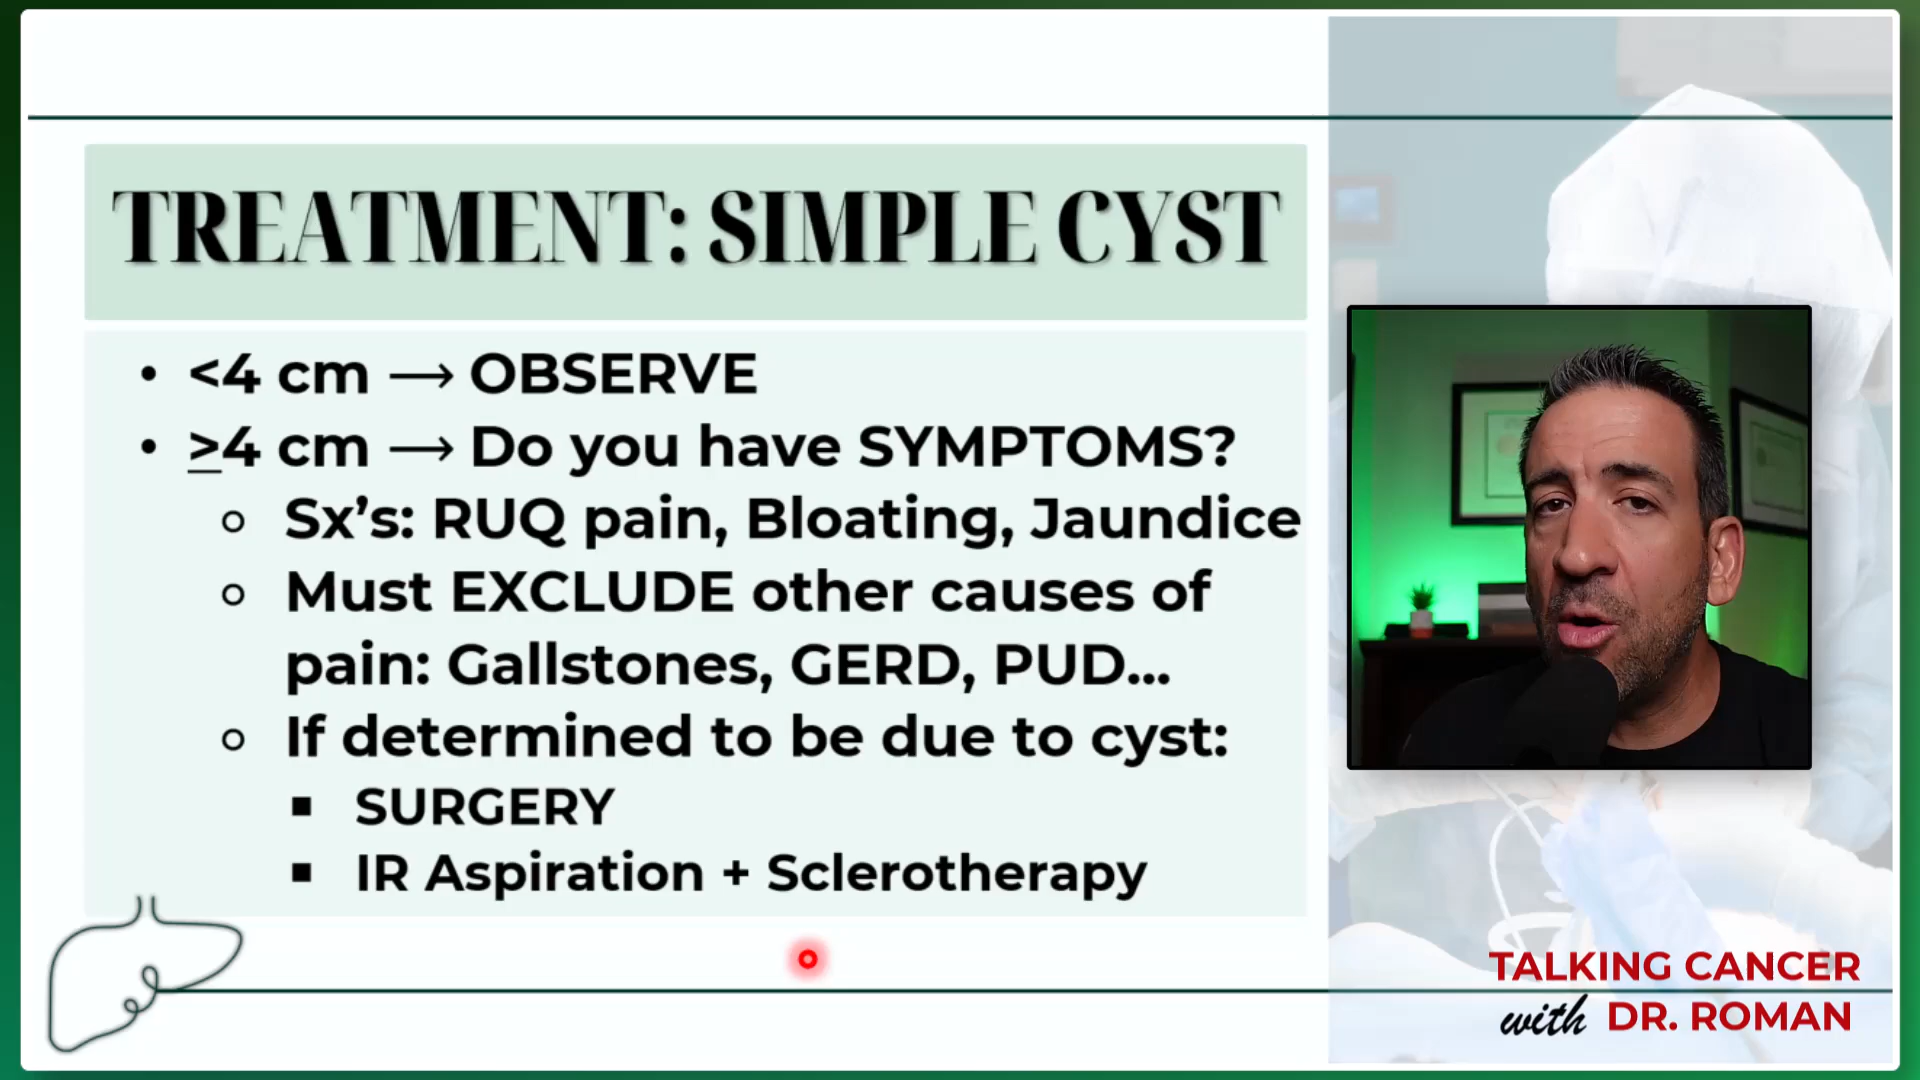 TREATMENT: SIMPLE CYST
• <4 cm → OBSERVE
• ≥4 cm → Do you have SYMPTOMS?
○ Sx’s: RUQ pain, Bloating, Jaundice
○ Must EXCLUDE other causes of
pain: Gallstones, GERD, PUD...
○ If determined to be due to cyst:
▪ SURGERY
▪ IR Aspiration + Sclerotherapy
TALKING CANCER
with DR. ROMAN